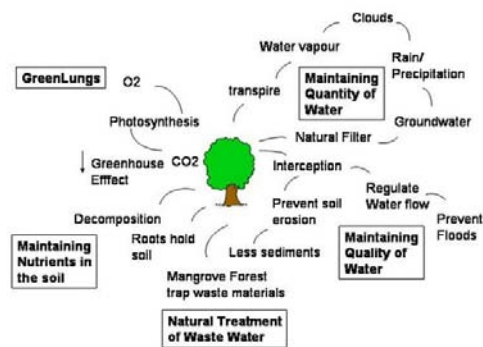 Clouds
Water vapour
Rain/
Precipitation
GreenLungs
O2
transpire
Maintaining
Quantity of
Water
Photosynthesis
Groundwater
Natural Filter
↓ Greenhouse
Efffect
CO2
Interception
Regulate
Water flow
Prevent
Floods
Decomposition
Prevent soil
erosion
Roots hold
soil
Less sediments
Maintaining
Quality of
Water
Maintaining
Nutrients in
the soil
Mangrove Forest
trap waste materials
Natural Treatment
of Waste Water